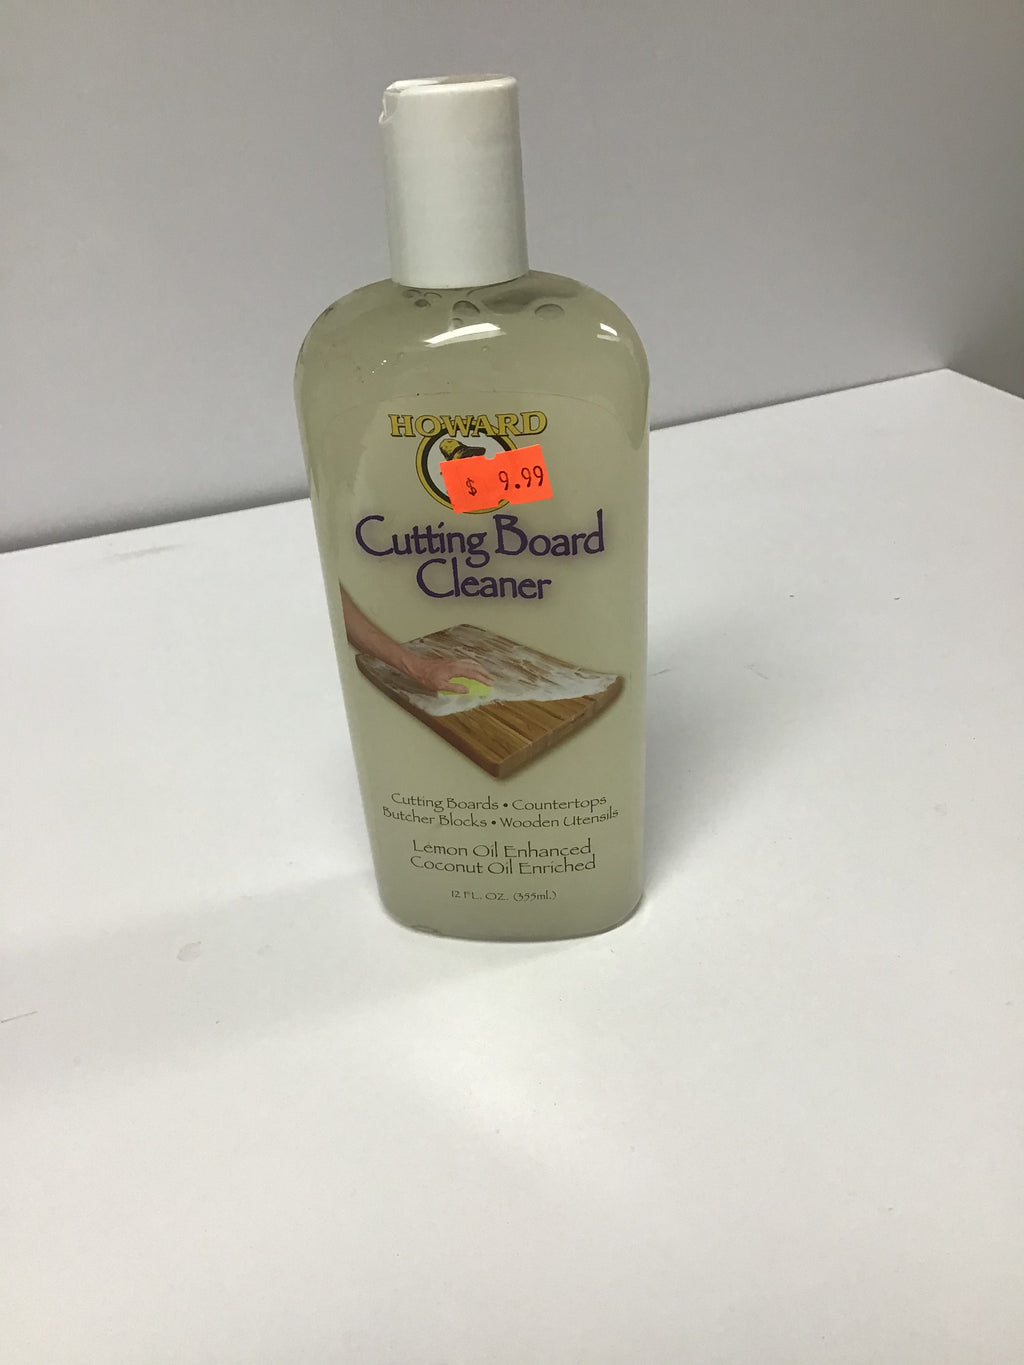 HOWARD
$ 9.99
Cutting Board
Cleaner
Cutting Boards • Countertops
Butcher Blocks • Wooden Utensils
Lemon Oil Enhanced
Coconut Oil Enriched
12 FL. OZ. (355ml.)